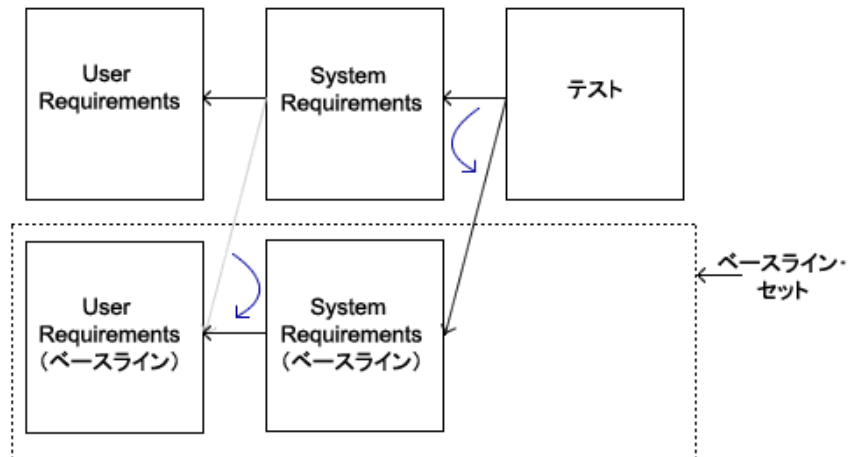 User
Requirements
System
Requirements
テスト
User
Requirements
（ベースライン）
System
Requirements
（ベースライン）
ベースライン・
セット